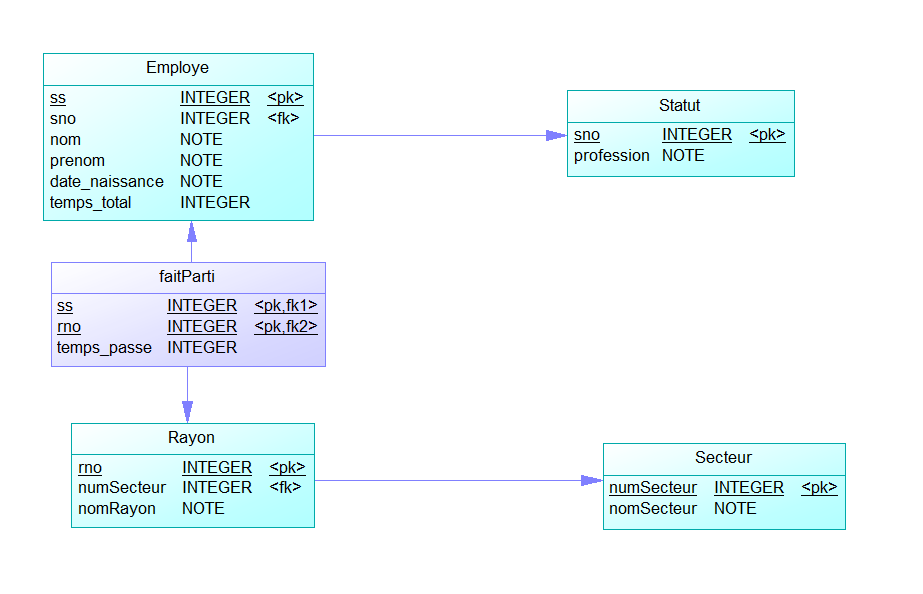 Employe
ss INTEGER <pk>
sno INTEGER <fk>
nom NOTE
prenom NOTE
date_naissance NOTE
temps_total INTEGER
Statut
sno INTEGER <pk>
profession NOTE
faitParti
ss INTEGER <pk,fk1>
rno INTEGER <pk,fk2>
temps_passe INTEGER
Rayon
rno INTEGER <pk>
numSecteur INTEGER <fk>
nomRayon NOTE
Secteur
numSecteur INTEGER <pk>
nomSecteur NOTE